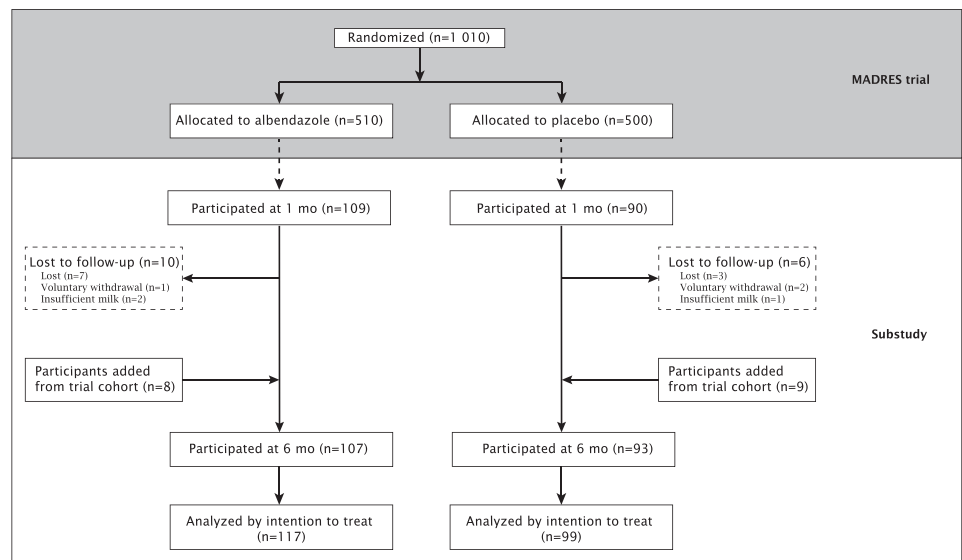 Randomized (n=1 010)
MADRES trial
Allocated to albendazole (n=510)
Allocated to placebo (n=500)
Participated at 1 mo (n=109)
Participated at 1 mo (n=90)
Lost to follow-up (n=10)
Lost (n=7)
Voluntary withdrawal (n=1)
Insufficient milk (n=2)
Lost to follow-up (n=6)
Lost (n=3)
Voluntary withdrawal (n=2)
Insufficient milk (n=1)
Substudy
Participants added
from trial cohort (n=8)
Participants added
from trial cohort (n=9)
Participated at 6 mo (n=107)
Participated at 6 mo (n=93)
Analyzed by intention to treat
(n=117)
Analyzed by intention to treat
(n=99)